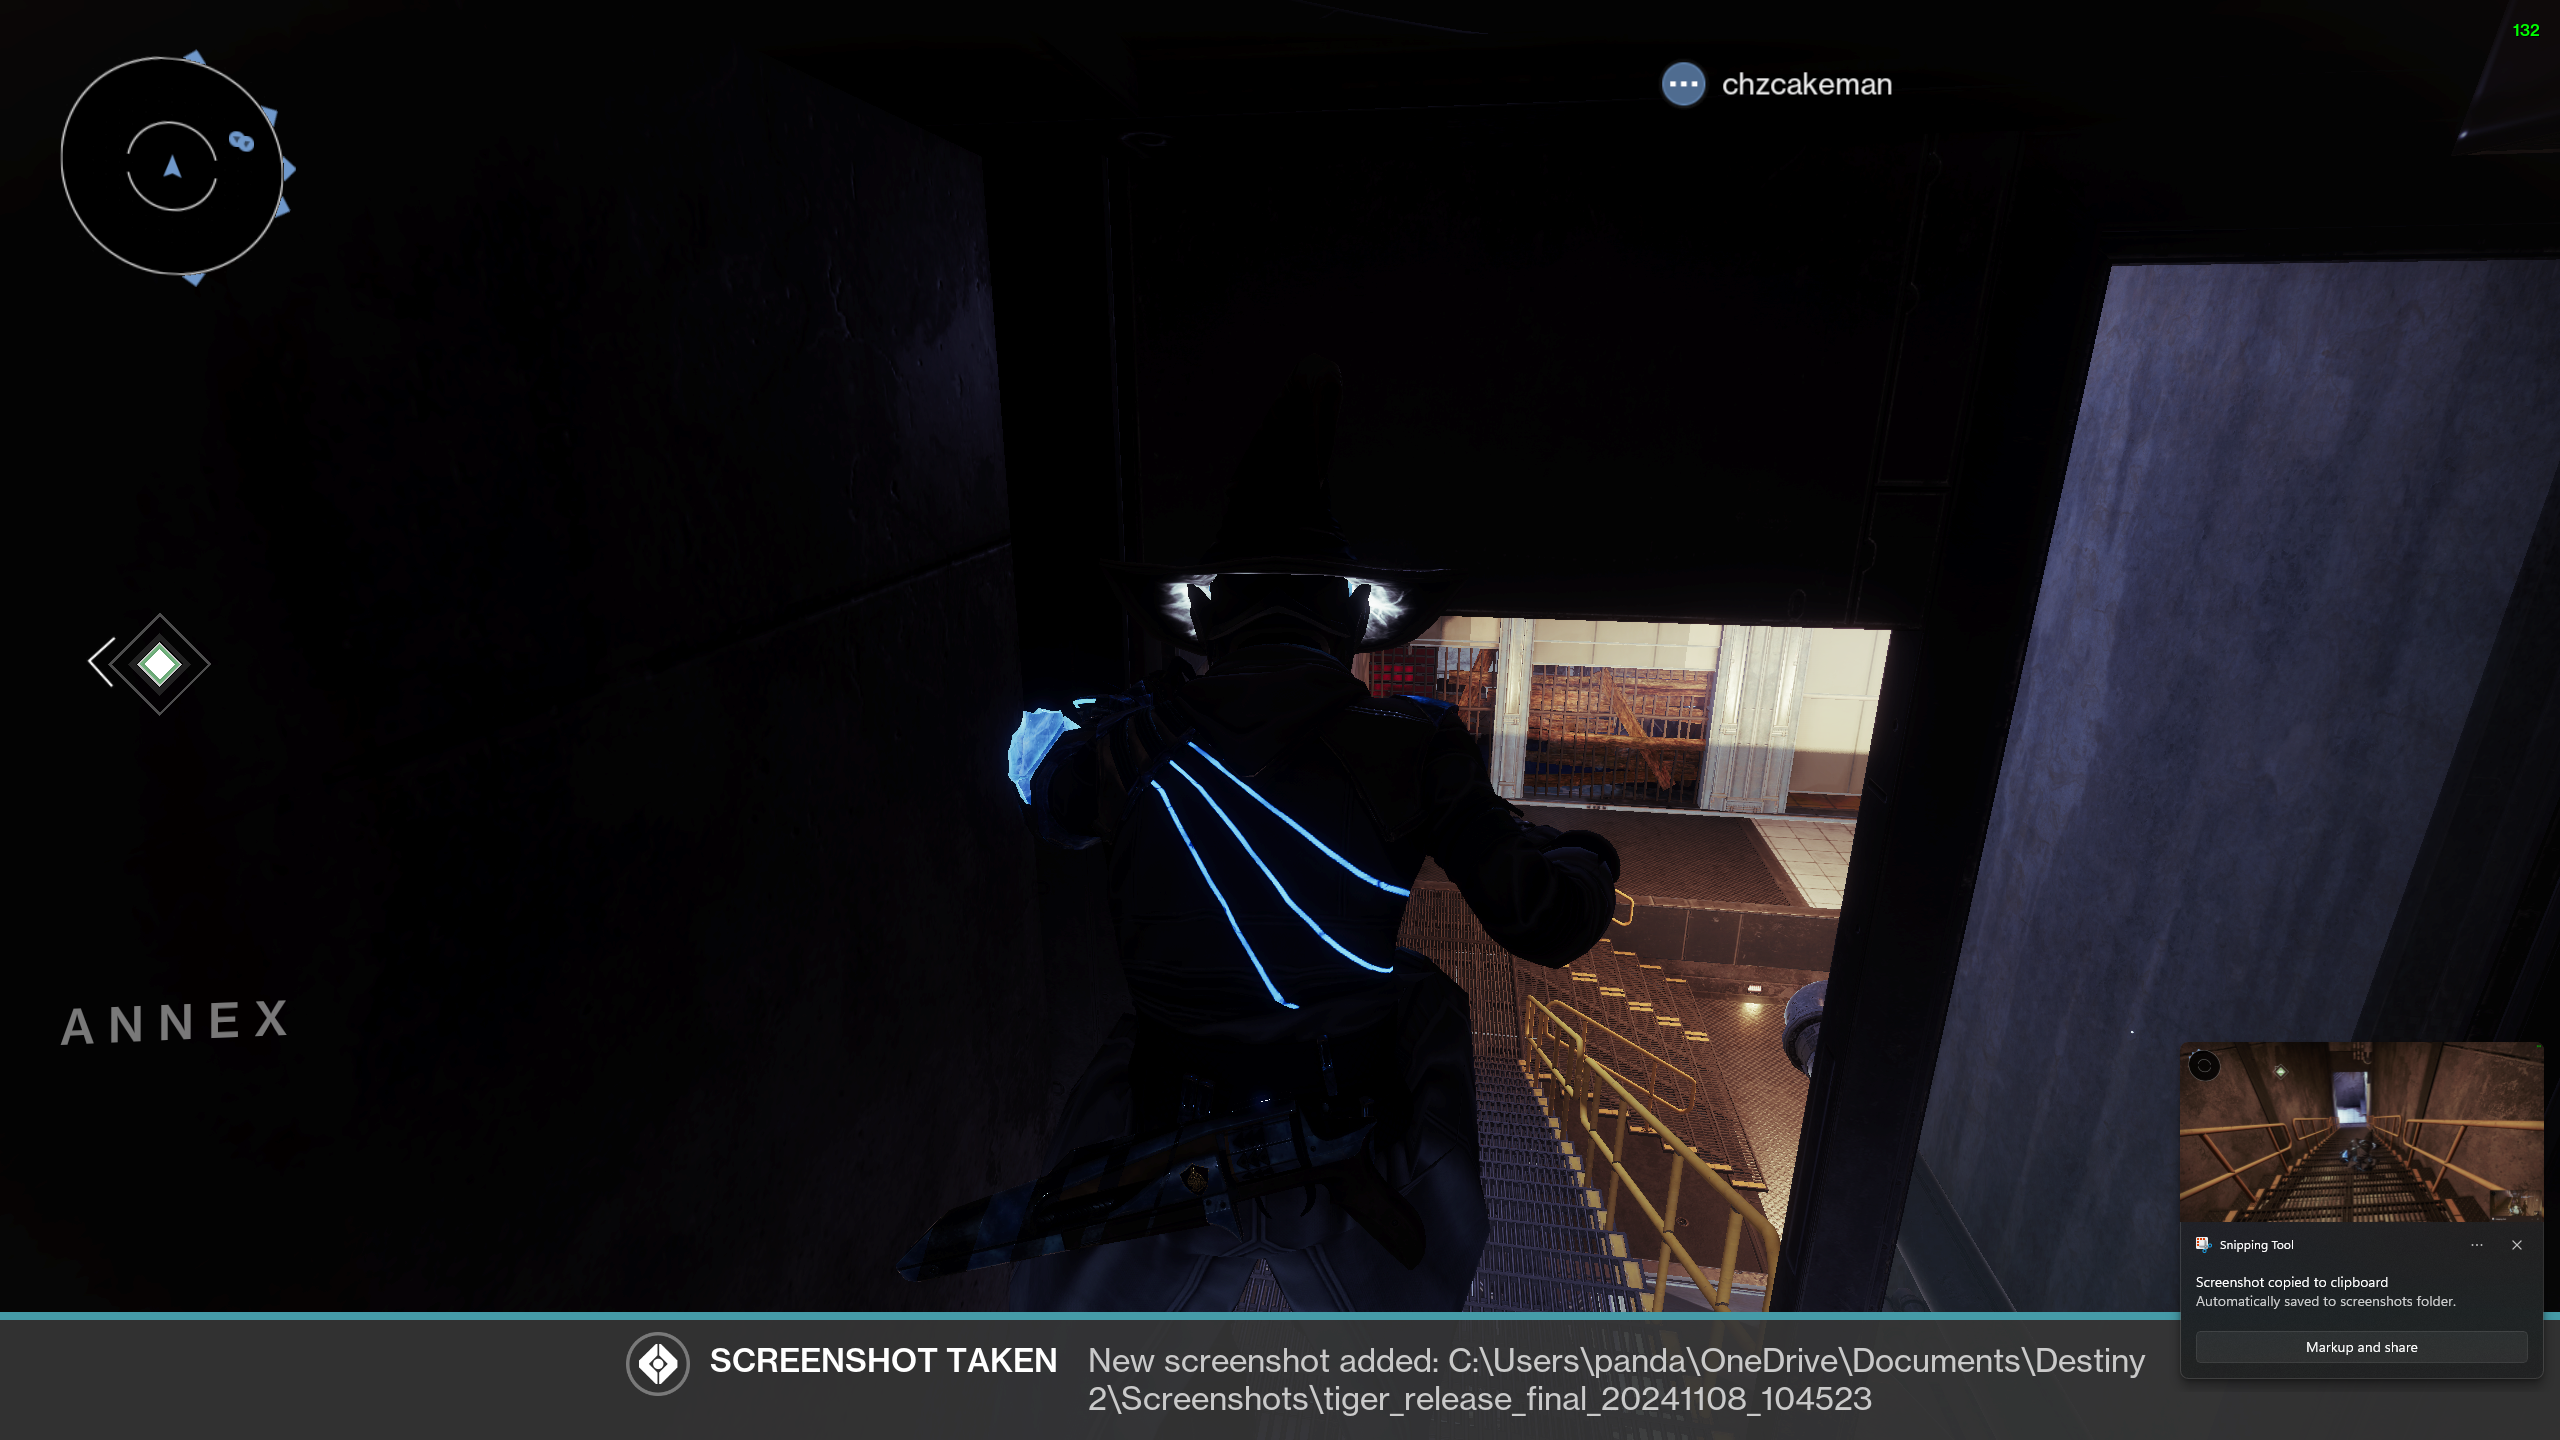 132
chzcakeman
ANNEX
Snipping Tool
Screenshot copied to clipboard
Automatically saved to screenshots folder.
Markup and share
SCREENSHOT TAKEN
New screenshot added: C:\Users\panda\OneDrive\Documents\Destiny
2\Screenshots\tiger_release_final_20241108_104523